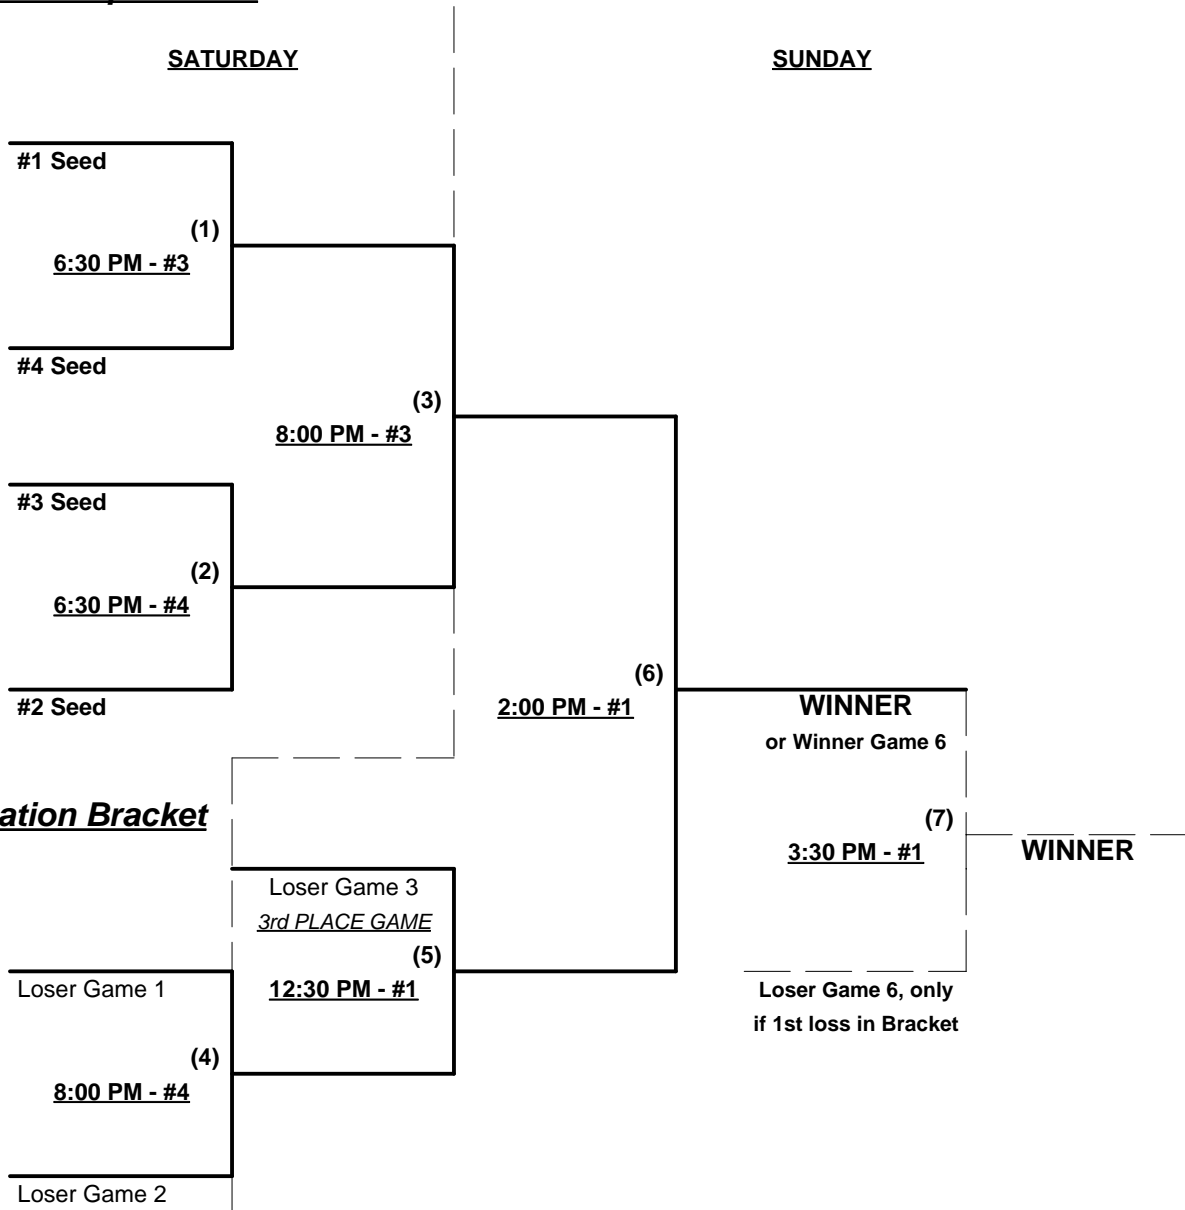 SATURDAY
SUNDAY
#1 Seed
(1)
6:30 PM - #3
#4 Seed
(3)
8:00 PM - #3
#3 Seed
(2)
6:30 PM - #4
#2 Seed
(6)
2:00 PM - #1
WINNER
or Winner Game 6
ation Bracket
(7)
3:30 PM - #1
WINNER
Loser Game 3
3rd PLACE GAME
(5)
12:30 PM - #1
Loser Game 1
Loser Game 6, only
if 1st loss in Bracket
(4)
8:00 PM - #4
Loser Game 2